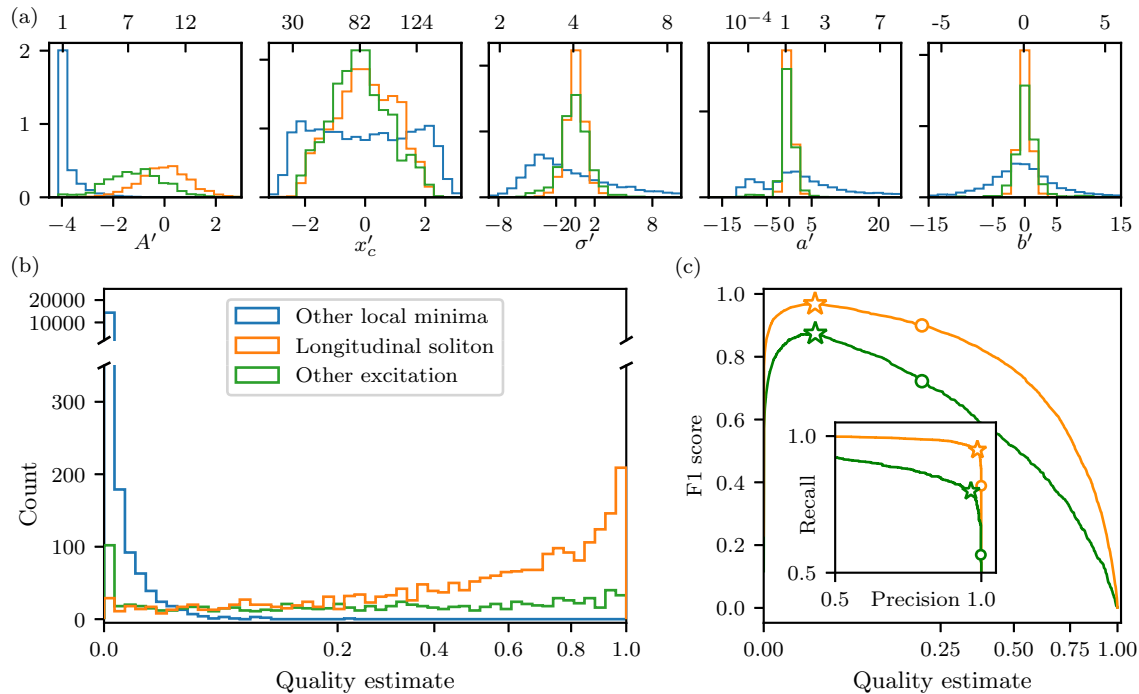 (a)
1 7 12
30 82 124
2 4 8
10⁻⁴ 1 3 7
-5 0 5
2
1
0
−4 −2 0 2
−2 0 2
−8 −2 0 2 8
−15 −5 0 5 20
−15 −5 0 5 15
A′
x′c
σ′
a′
b′
(b)
20000
10000
300
200
100
0
Count
Other local minima
Longitudinal soliton
Other excitation
0.0 0.2 0.4 0.6 0.8 1.0
Quality estimate
(c)
1.0
0.8
0.6
0.4
0.2
0.0
F1 score
1.0
0.5
Recall
0.5 Precision 1.0
0.00 0.25 0.50 0.75 1.00
Quality estimate